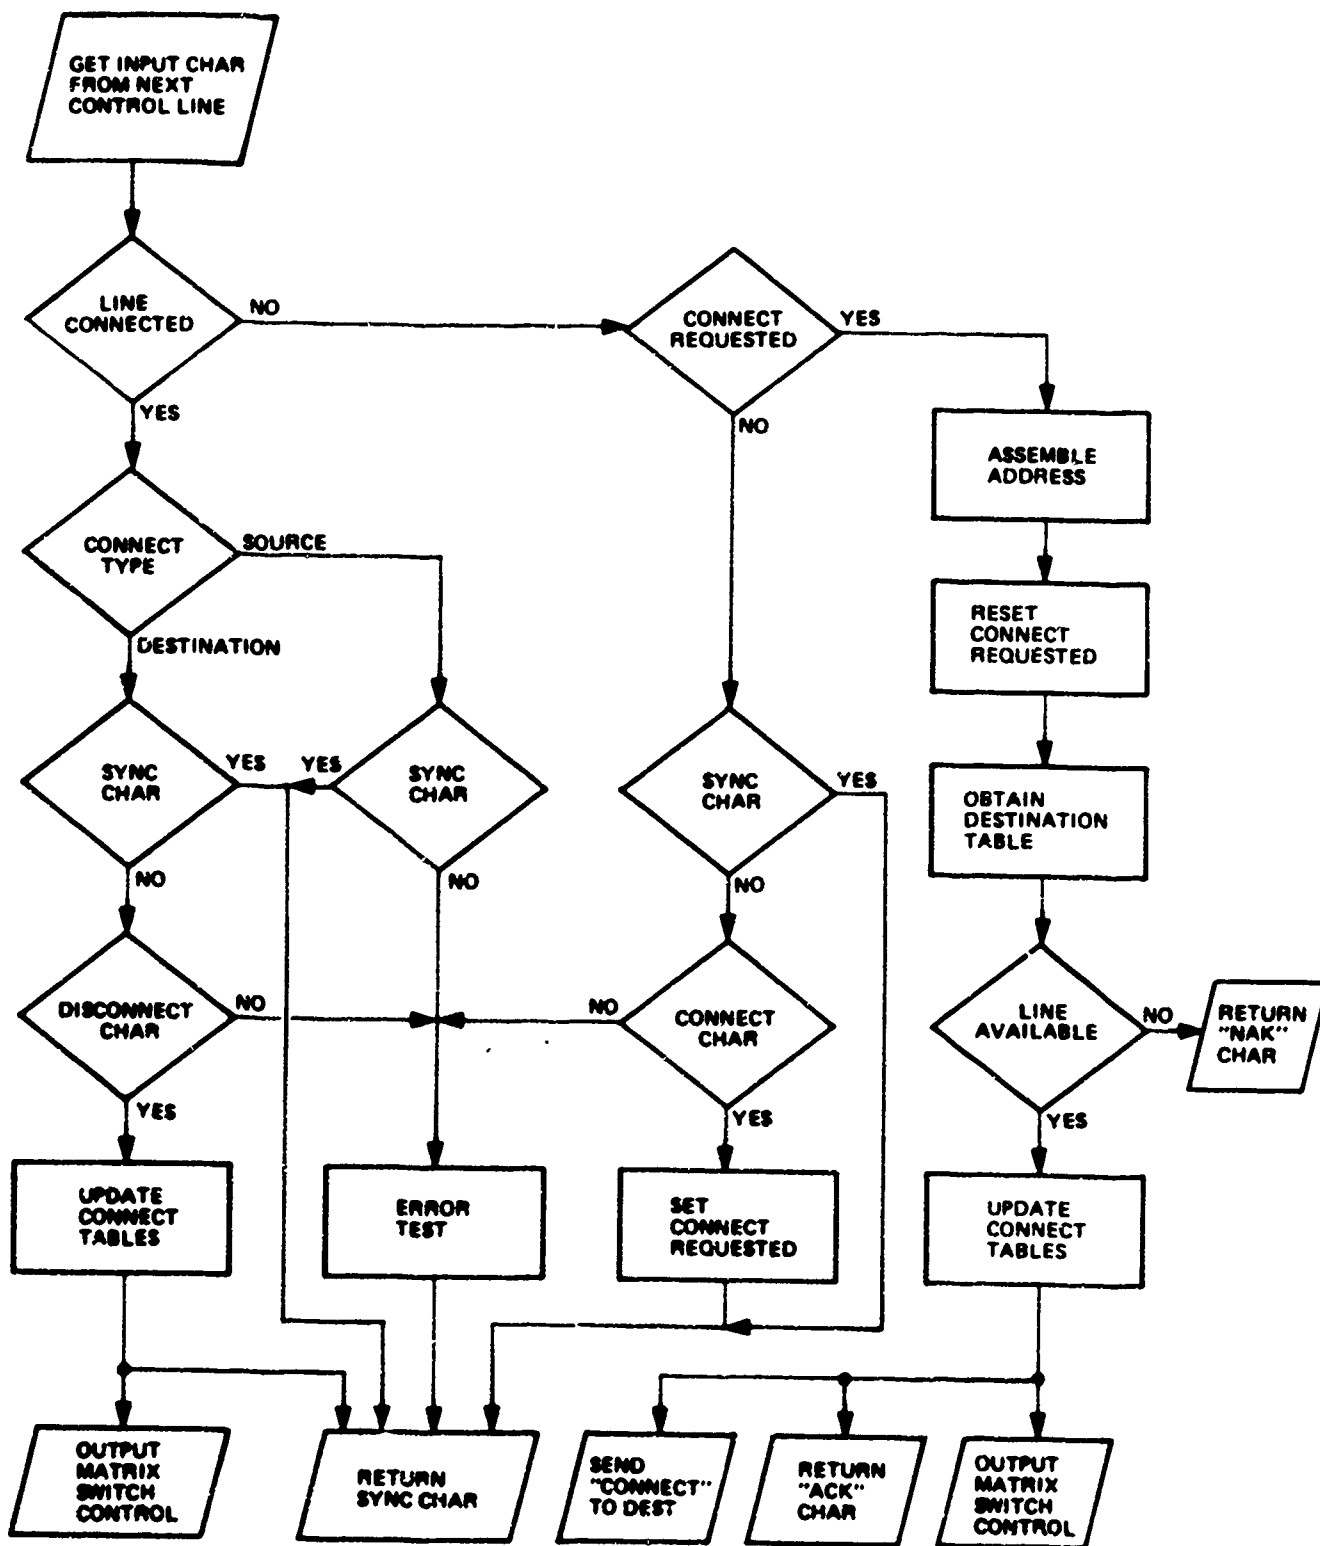 GET INPUT CHAR
FROM NEXT
CONTROL LINE
LINE
CONNECTED
NO
YES
CONNECT
REQUESTED
YES
NO
ASSEMBLE
ADDRESS
CONNECT
TYPE
SOURCE
DESTINATION
RESET
CONNECT
REQUESTED
SYNC
CHAR
YES
NO
YES
SYNC
CHAR
NO
SYNC
CHAR
YES
NO
OBTAIN
DESTINATION
TABLE
DISCONNECT
CHAR
NO
YES
NO
CONNECT
CHAR
YES
LINE
AVAILABLE
NO
YES
RETURN
"NAK"
CHAR
UPDATE
CONNECT
TABLES
ERROR
TEST
SET
CONNECT
REQUESTED
UPDATE
CONNECT
TABLES
OUTPUT
MATRIX
SWITCH
CONTROL
RETURN
SYNC CHAR
SEND
"CONNECT"
TO DEST
RETURN
"ACK"
CHAR
OUTPUT
MATRIX
SWITCH
CONTROL